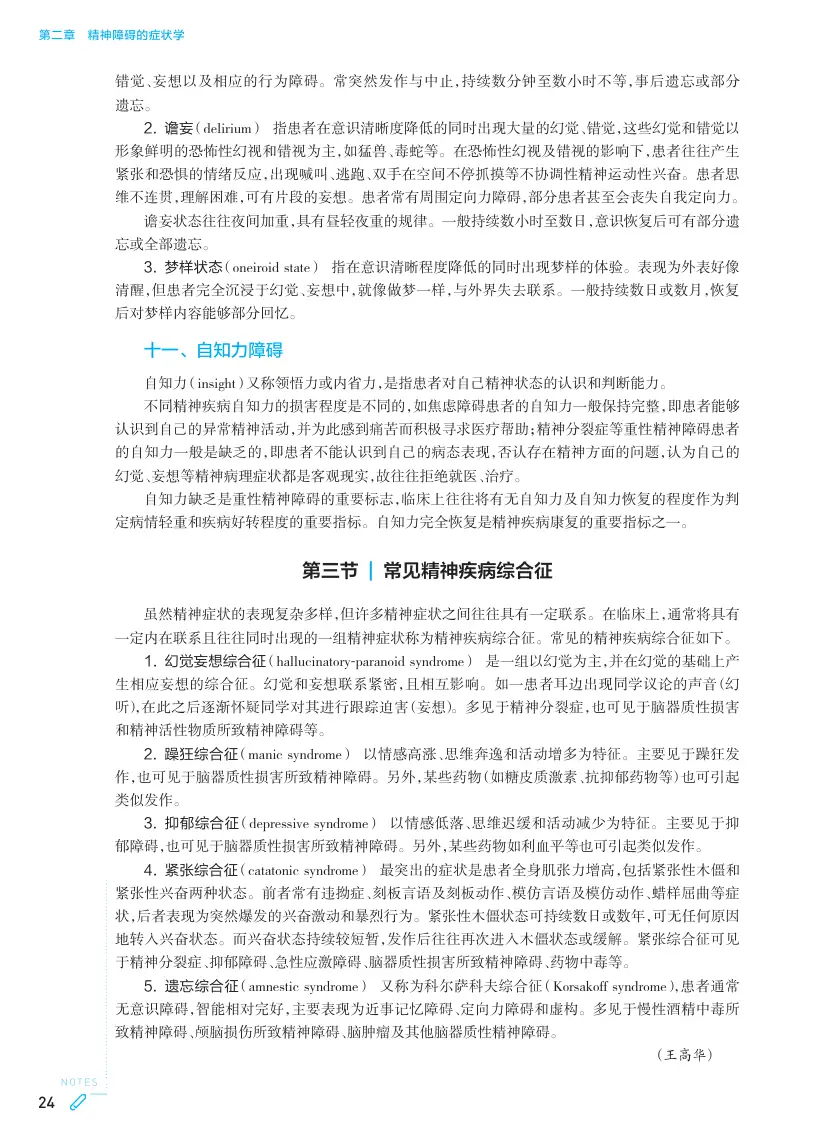 第二章 精神障碍的症状学
错觉、妄想以及相应的行为障碍。常突然发作与中止,持续数分钟至数小时不等,事后遗忘或部分
遗忘。
2. 谵妄(delirium) 指患者在意识清晰度降低的同时出现大量的幻觉、错觉,这些幻觉和错觉以
形象鲜明的恐怖性幻视和错视为主,如猛兽、毒蛇等。在恐怖性幻视及错视的影响下,患者往往产生
紧张和恐惧的情绪反应,出现喊叫、逃跑、双手在空间不停抓摸等不协调性精神运动性兴奋。患者思
维不连贯,理解困难,可有片段的妄想。患者常有周围定向力障碍,部分患者甚至会丧失自我定向力。
谵妄状态往往夜间加重,具有昼轻夜重的规律。一般持续数小时至数日,意识恢复后可有部分遗
忘或全部遗忘。
3. 梦样状态(oneiroid state) 指在意识清晰程度降低的同时出现梦样的体验。表现为外表好像
清醒,但患者完全沉浸于幻觉、妄想中,就像做梦一样,与外界失去联系。一般持续数日或数月,恢复
后对梦样内容能够部分回忆。
十一、自知力障碍
自知力(insight)又称领悟力或内省力,是指患者对自己精神状态的认识和判断能力。
不同精神疾病自知力的损害程度是不同的,如焦虑障碍患者的自知力一般保持完整,即患者能够
认识到自己的异常精神活动,并为此感到痛苦而积极寻求医疗帮助;精神分裂症等重性精神障碍患者
的自知力一般是缺乏的,即患者不能认识到自己的病态表现,否认存在精神方面的问题,认为自己的
幻觉、妄想等精神病理症状都是客观现实,故往往拒绝就医、治疗。
自知力缺乏是重性精神障碍的重要标志,临床上往往将有无自知力及自知力恢复的程度作为判
定病情轻重和疾病好转程度的重要指标。自知力完全恢复是精神疾病康复的重要指标之一。
第三节 | 常见精神疾病综合征
虽然精神症状的表现复杂多样,但许多精神症状之间往往具有一定联系。在临床上,通常将具有
一定内在联系且往往同时出现的一组精神症状称为精神疾病综合征。常见的精神疾病综合征如下。
1. 幻觉妄想综合征(hallucinatory-paranoid syndrome) 是一组以幻觉为主,并在幻觉的基础上产
生相应妄想的综合征。幻觉和妄想联系紧密,且相互影响。如一患者耳边出现同学议论的声音(幻
听),在此之后逐渐怀疑同学对其进行跟踪迫害(妄想)。多见于精神分裂症,也可见于脑器质性损害
和精神活性物质所致精神障碍等。
2. 躁狂综合征(manic syndrome) 以情感高涨、思维奔逸和活动增多为特征。主要见于躁狂发
作,也可见于脑器质性损害所致精神障碍。另外,某些药物(如糖皮质激素、抗抑郁药物等)也可引起
类似发作。
3. 抑郁综合征(depressive syndrome) 以情感低落、思维迟缓和活动减少为特征。主要见于抑
郁障碍,也可见于脑器质性损害所致精神障碍。另外,某些药物如利血平等也可引起类似发作。
4. 紧张综合征(catatonic syndrome) 最突出的症状是患者全身肌张力增高,包括紧张性木僵和
紧张性兴奋两种状态。前者常有违拗症、刻板言语及刻板动作、模仿言语及模仿动作、蜡样屈曲等症
状,后者表现为突然爆发的兴奋激动和暴烈行为。紧张性木僵状态可持续数日或数年,可无任何原因
地转入兴奋状态。而兴奋状态持续较短暂,发作后往往再次进入木僵状态或缓解。紧张综合征可见
于精神分裂症、抑郁障碍、急性应激障碍、脑器质性损害所致精神障碍、药物中毒等。
5. 遗忘综合征(amnestic syndrome) 又称为科尔萨科夫综合征(Korsakoff syndrome),患者通常
无意识障碍,智能相对完好,主要表现为近事记忆障碍、定向力障碍和虚构。多见于慢性酒精中毒所
致精神障碍、颅脑损伤所致精神障碍、脑肿瘤及其他脑器质性精神障碍。
(王高华)
NOTES
24